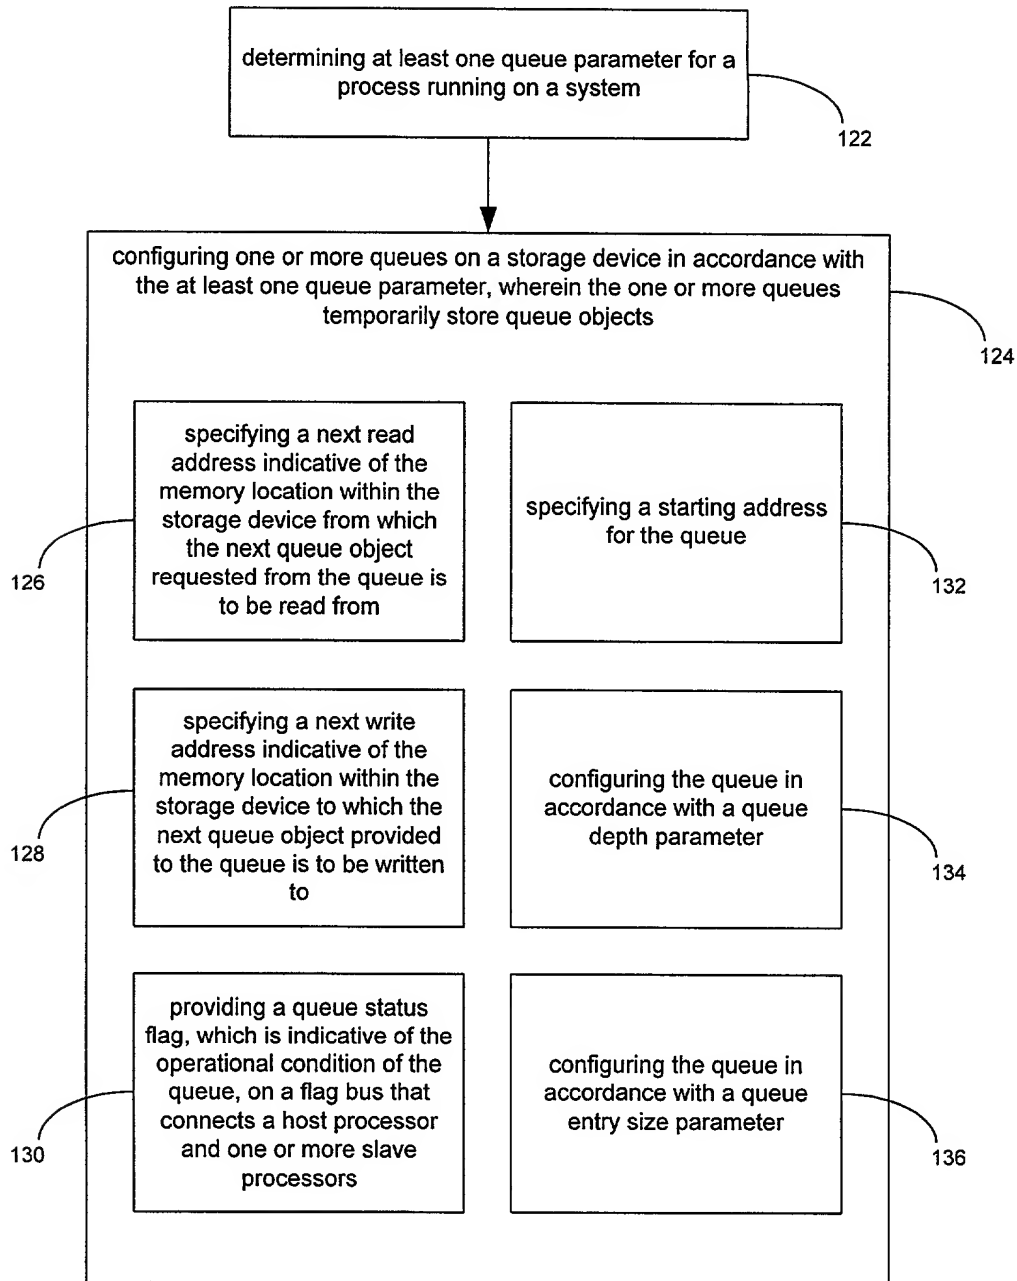 determining at least one queue parameter for a
process running on a system
122
configuring one or more queues on a storage device in accordance with
the at least one queue parameter, wherein the one or more queues
temporarily store queue objects
124
specifying a next read
address indicative of the
memory location within the
storage device from which
the next queue object
requested from the queue is
to be read from
126
specifying a starting address
for the queue
132
specifying a next write
address indicative of the
memory location within the
storage device to which the
next queue object provided
to the queue is to be written
to
128
configuring the queue in
accordance with a queue
depth parameter
134
providing a queue status
flag, which is indicative of the
operational condition of the
queue, on a flag bus that
connects a host processor
and one or more slave
processors
130
configuring the queue in
accordance with a queue
entry size parameter
136